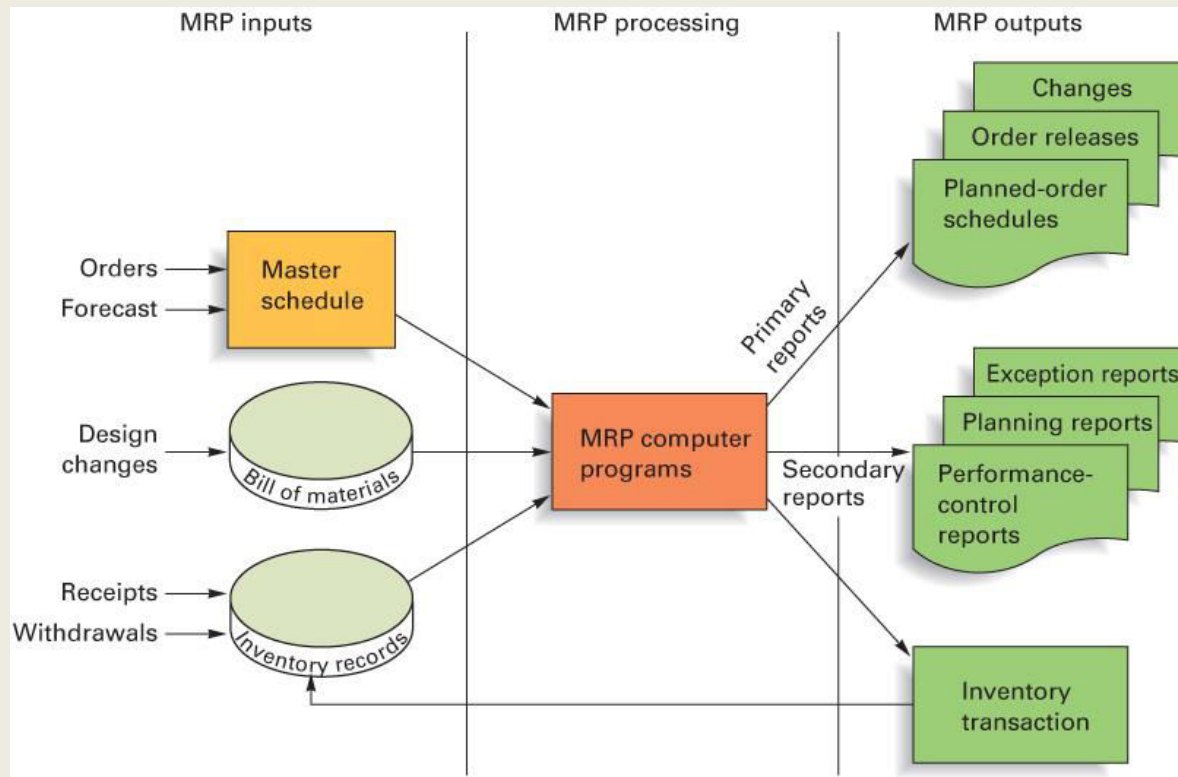 MRP inputs
MRP processing
MRP outputs
Orders
Forecast
Master
schedule
Design
changes
Bill of materials
Receipts
Withdrawals
Inventory records
MRP computer
programs
Primary
reports
Secondary
reports
Changes
Order releases
Planned-order
schedules
Exception reports
Planning reports
Performance-
control
reports
Inventory
transaction